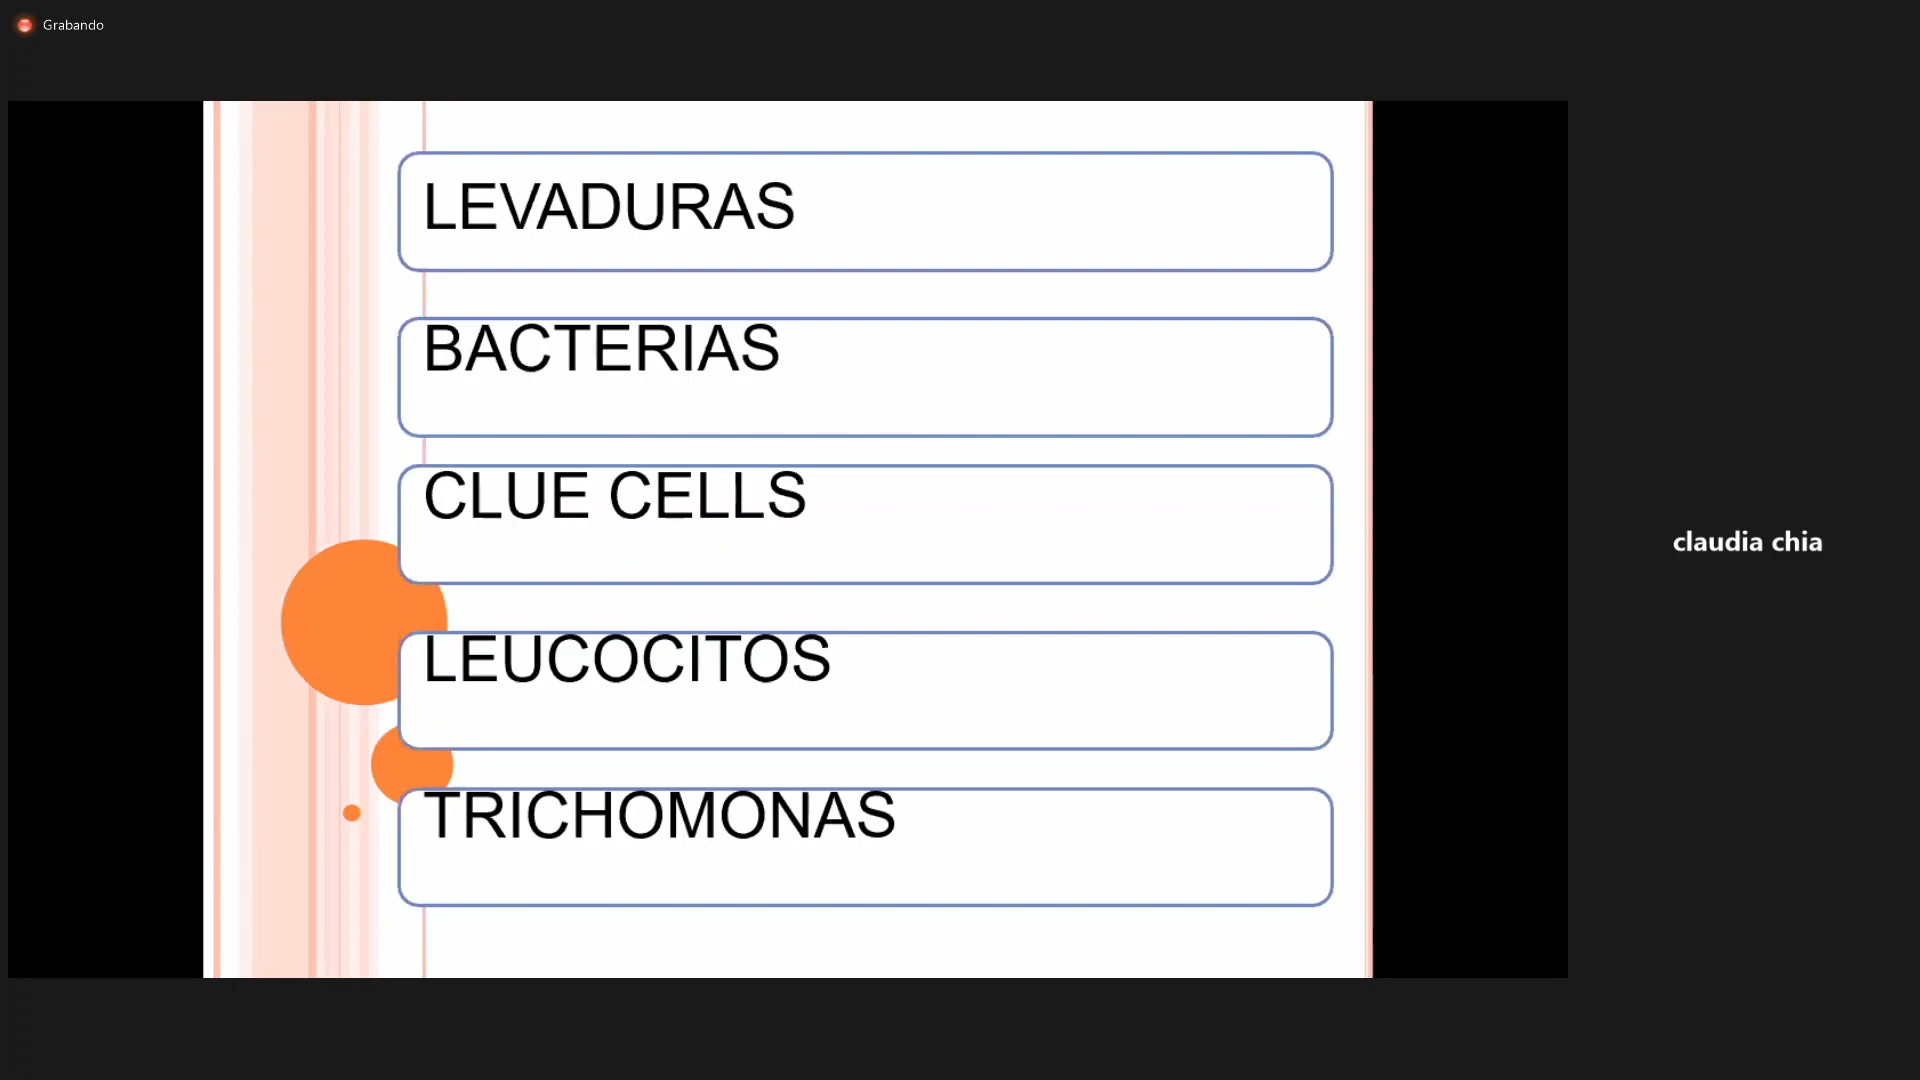 Grabando
LEVADURAS
BACTERIAS
CLUE CELLS
LEUCOCITOS
TRICHOMONAS
claudia chia